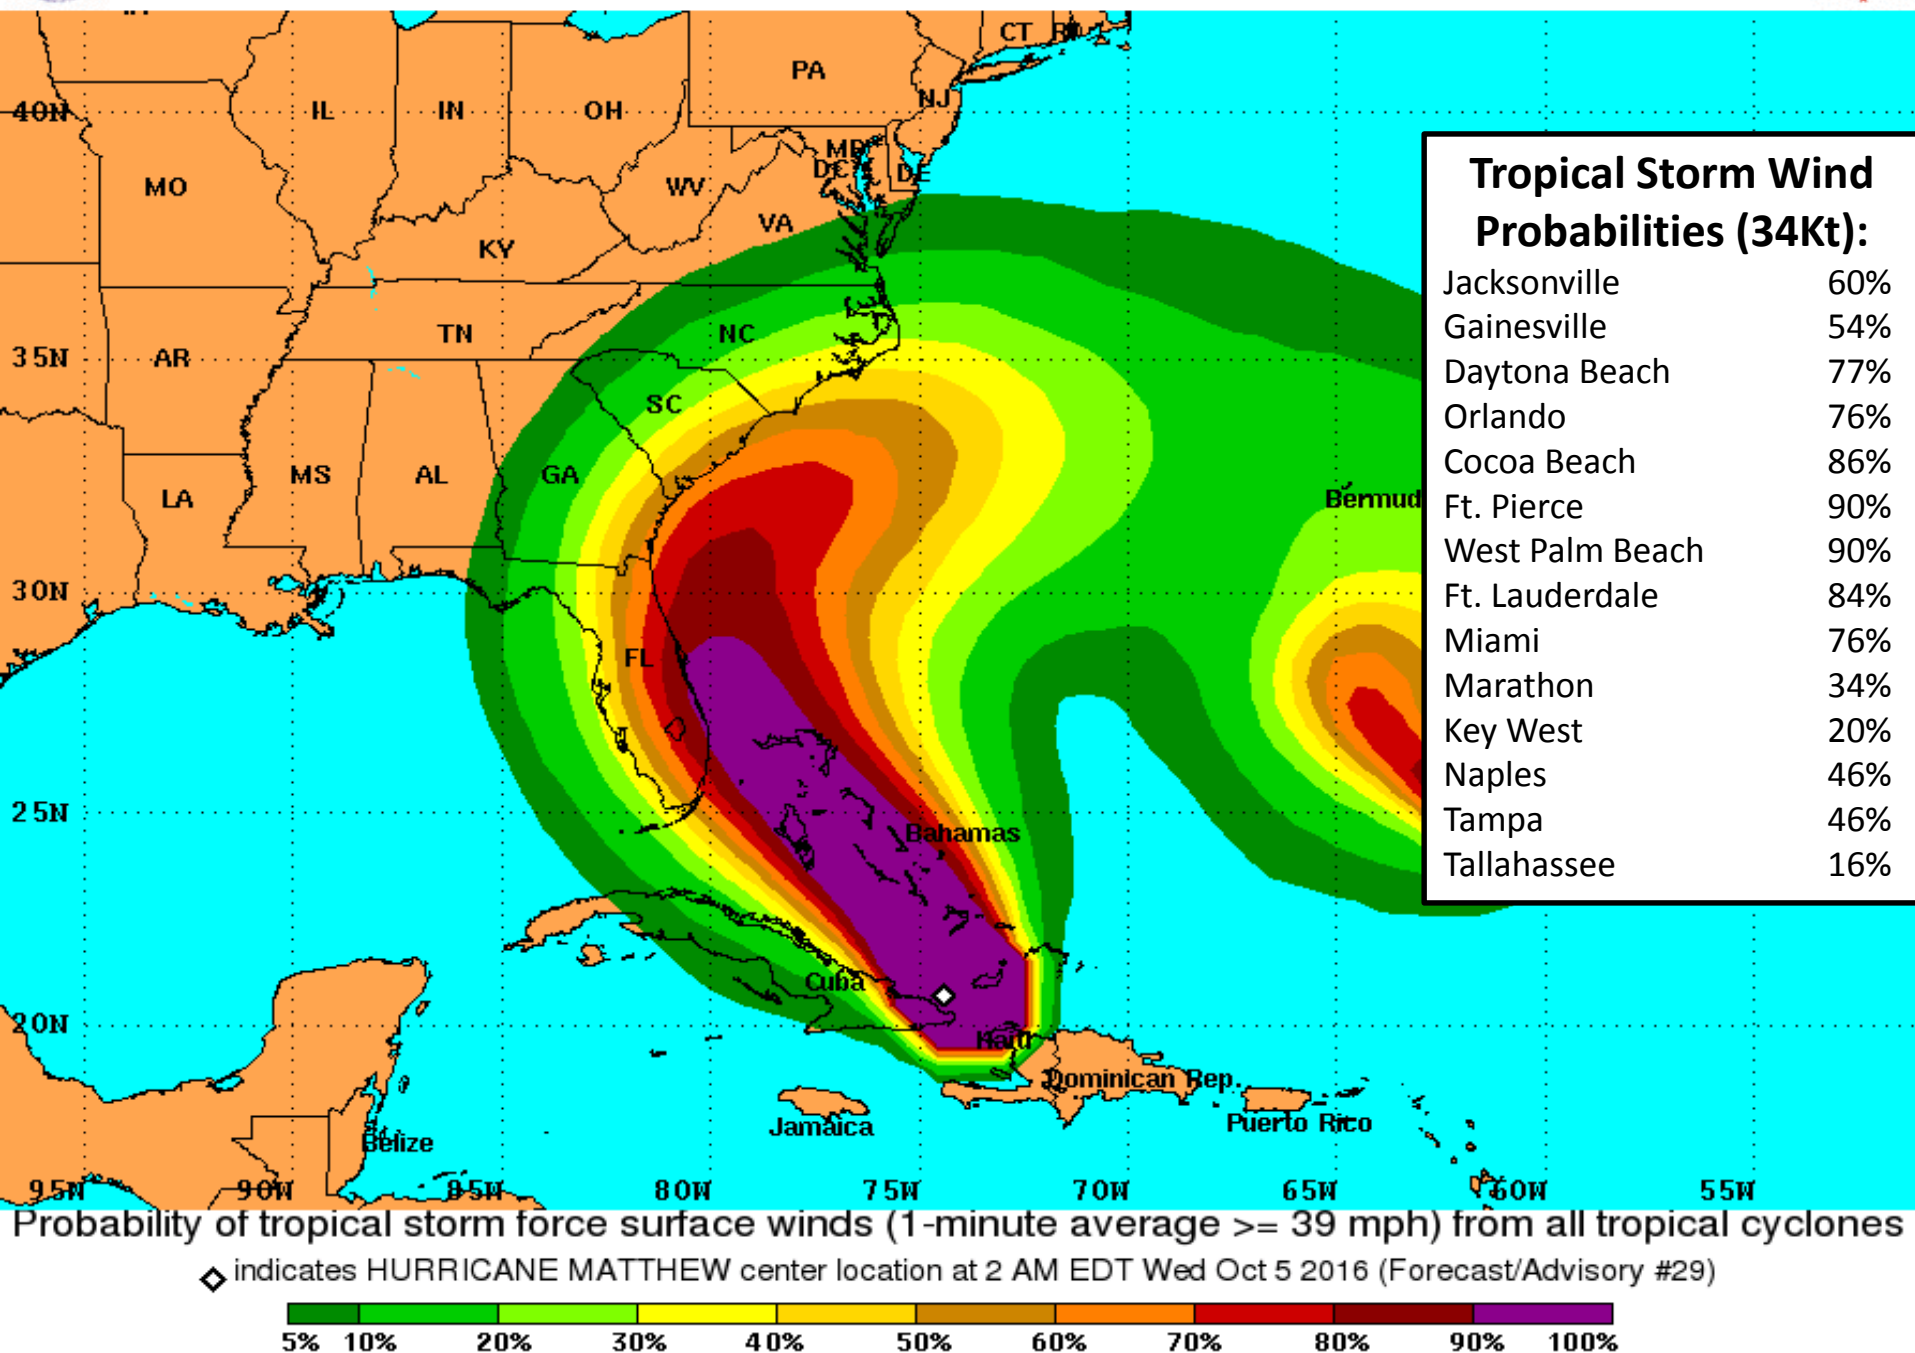 CT RI
PA
NJ
40N
IL
IN
OH
MD
DC
DE
MO
WV
VA
KY
TN
NC
35N
AR
SC
MS
AL
GA
LA
Bermud
30N
FL
25N
Bahamas
Cuba
20N
Haiti
Dominican Rep.
Jamaica
Puerto Rico
Belize
95W 90W 85W 80W 75W 70W 65W 60W 55W
Tropical Storm Wind
Probabilities (34Kt):
Jacksonville 60%
Gainesville 54%
Daytona Beach 77%
Orlando 76%
Cocoa Beach 86%
Ft. Pierce 90%
West Palm Beach 90%
Ft. Lauderdale 84%
Miami 76%
Marathon 34%
Key West 20%
Naples 46%
Tampa 46%
Tallahassee 16%
Probability of tropical storm force surface winds (1-minute average >= 39 mph) from all tropical cyclones
indicates HURRICANE MATTHEW center location at 2 AM EDT Wed Oct 5 2016 (Forecast/Advisory #29)
5% 10% 20% 30% 40% 50% 60% 70% 80% 90% 100%